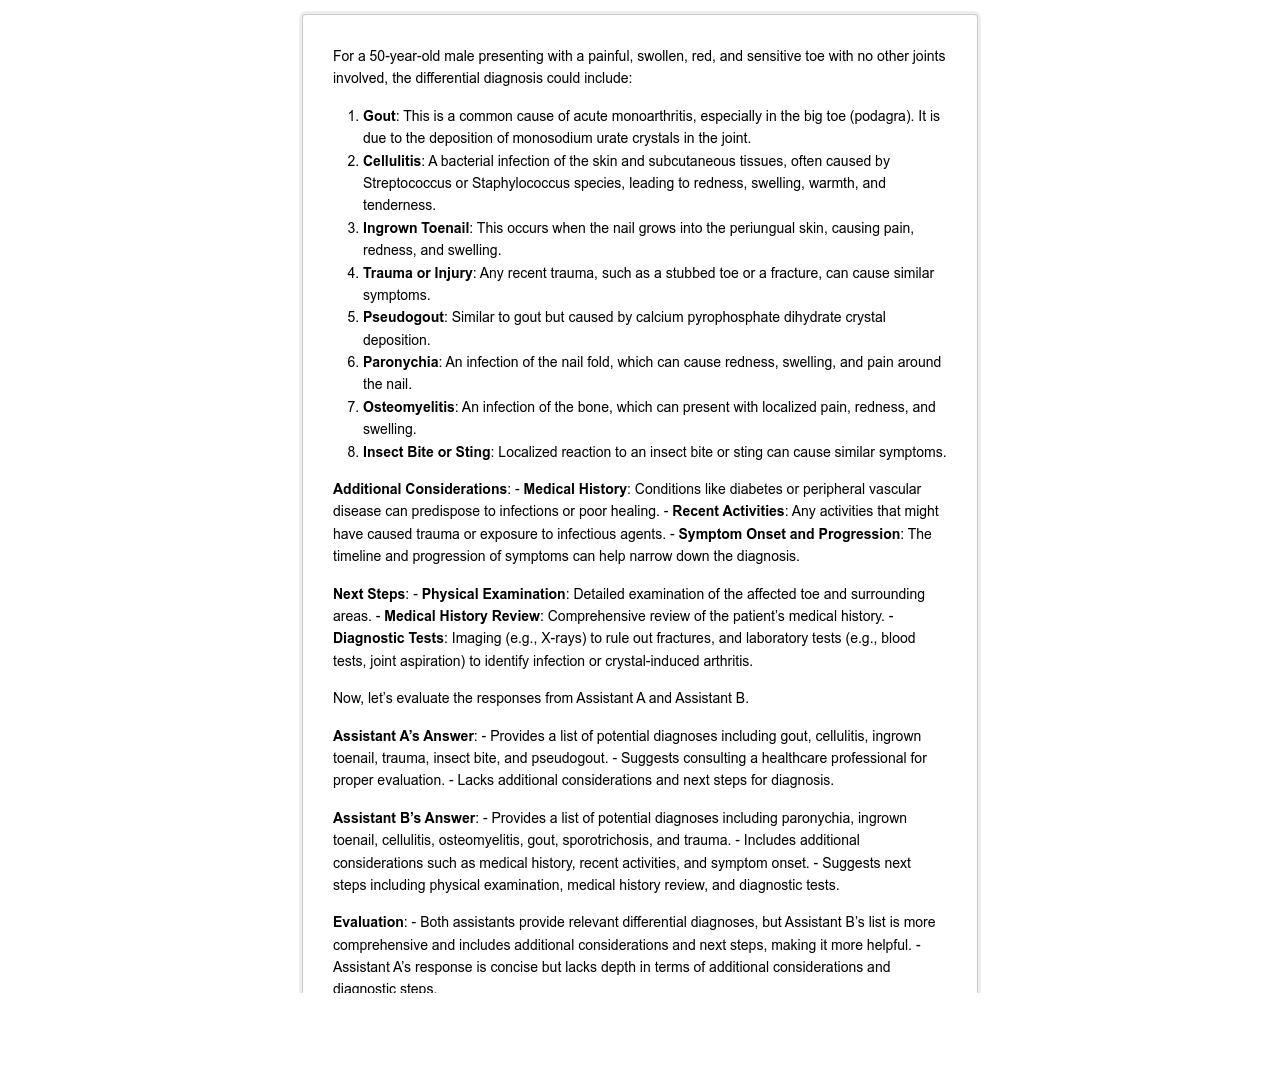 For a 50-year-old male presenting with a painful, swollen, red, and sensitive toe with no other joints
involved, the differential diagnosis could include:
1. Gout: This is a common cause of acute monoarthritis, especially in the big toe (podagra). It is
due to the deposition of monosodium urate crystals in the joint.
2. Cellulitis: A bacterial infection of the skin and subcutaneous tissues, often caused by
Streptococcus or Staphylococcus species, leading to redness, swelling, warmth, and
tenderness.
3. Ingrown Toenail: This occurs when the nail grows into the periungual skin, causing pain,
redness, and swelling.
4. Trauma or Injury: Any recent trauma, such as a stubbed toe or a fracture, can cause similar
symptoms.
5. Pseudogout: Similar to gout but caused by calcium pyrophosphate dihydrate crystal
deposition.
6. Paronychia: An infection of the nail fold, which can cause redness, swelling, and pain around
the nail.
7. Osteomyelitis: An infection of the bone, which can present with localized pain, redness, and
swelling.
8. Insect Bite or Sting: Localized reaction to an insect bite or sting can cause similar symptoms.
Additional Considerations: - Medical History: Conditions like diabetes or peripheral vascular
disease can predispose to infections or poor healing. - Recent Activities: Any activities that might
have caused trauma or exposure to infectious agents. - Symptom Onset and Progression: The
timeline and progression of symptoms can help narrow down the diagnosis.
Next Steps: - Physical Examination: Detailed examination of the affected toe and surrounding
areas. - Medical History Review: Comprehensive review of the patient’s medical history. -
Diagnostic Tests: Imaging (e.g., X-rays) to rule out fractures, and laboratory tests (e.g., blood
tests, joint aspiration) to identify infection or crystal-induced arthritis.
Now, let’s evaluate the responses from Assistant A and Assistant B.
Assistant A’s Answer: - Provides a list of potential diagnoses including gout, cellulitis, ingrown
toenail, trauma, insect bite, and pseudogout. - Suggests consulting a healthcare professional for
proper evaluation. - Lacks additional considerations and next steps for diagnosis.
Assistant B’s Answer: - Provides a list of potential diagnoses including paronychia, ingrown
toenail, cellulitis, osteomyelitis, gout, sporotrichosis, and trauma. - Includes additional
considerations such as medical history, recent activities, and symptom onset. - Suggests next
steps including physical examination, medical history review, and diagnostic tests.
Evaluation: - Both assistants provide relevant differential diagnoses, but Assistant B’s list is more
comprehensive and includes additional considerations and next steps, making it more helpful. -
Assistant A’s response is concise but lacks depth in terms of additional considerations and
diagnostic steps.